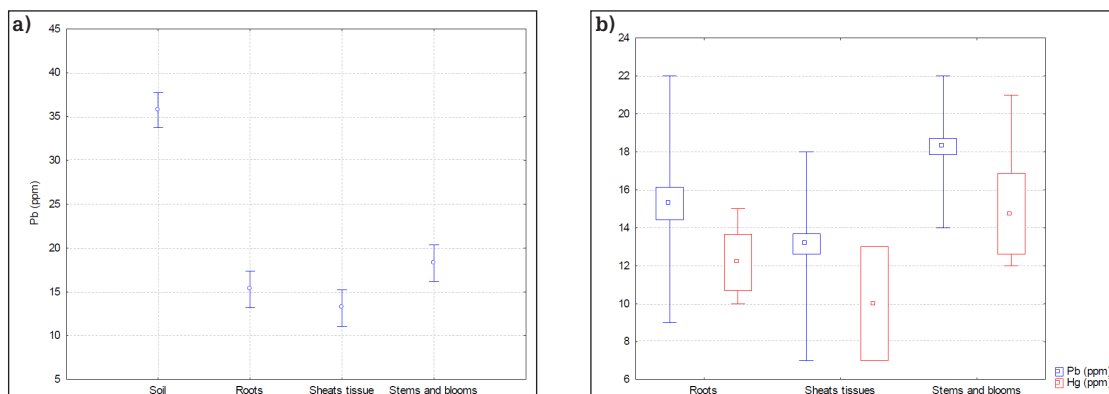 a)
45
40
35
30
25
20
15
10
5
Pb (ppm)
Soil Roots Sheats tissue Stems and blooms
b)
24
22
20
18
16
14
12
10
8
6
Roots Sheats tissues Stems and blooms
Pb (ppm)
Hg (ppm)